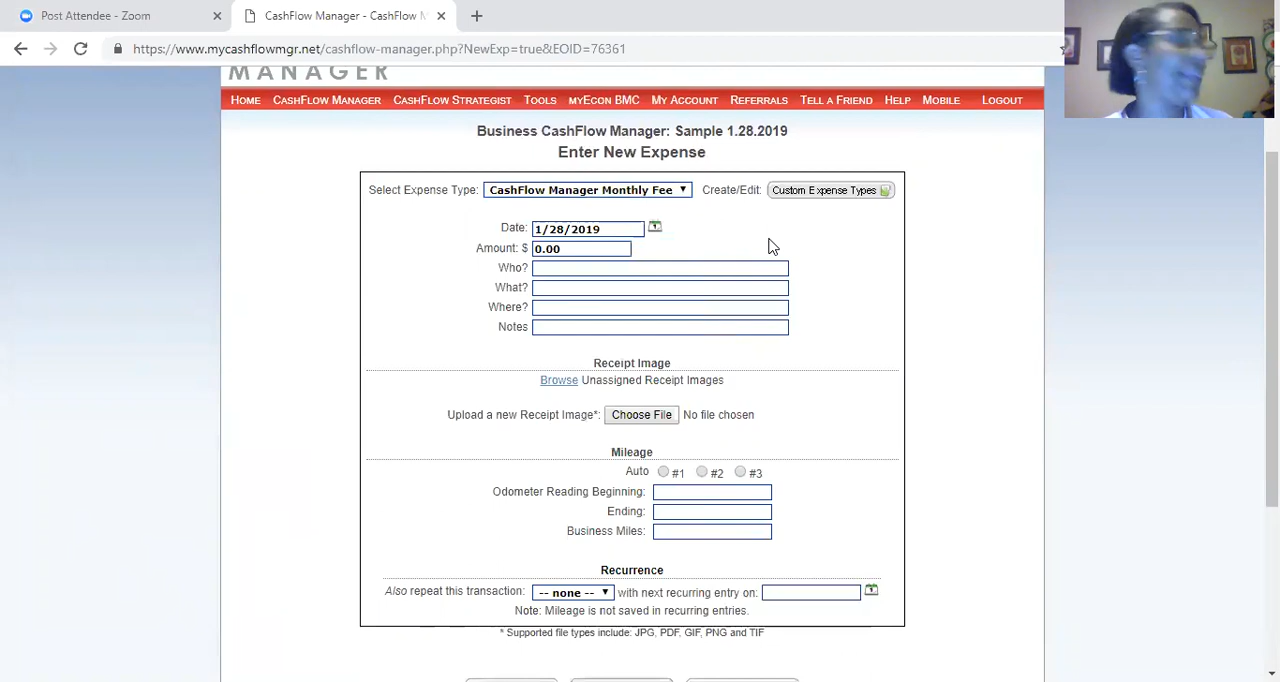 Post Attendee - Zoom
CashFlow Manager - CashFlow M
https://www.mycashflowmgr.net/cashflow-manager.php?NewExp=true&EOID=76361
MANAGER
HOME CASHFLOW MANAGER CASHFLOW STRATEGIST TOOLS MYECON BMC MY ACCOUNT REFERRALS TELL A FRIEND HELP MOBILE LOGOUT
Business CashFlow Manager: Sample 1.28.2019
Enter New Expense
Select Expense Type: CashFlow Manager Monthly Fee Create/Edit: Custom Expense Types
Date: 1/28/2019
Amount: $ 0.00
Who?
What?
Where?
Notes
Receipt Image
Browse Unassigned Receipt Images
Upload a new Receipt Image*: Choose File No file chosen
Mileage
Auto #1 #2 #3
Odometer Reading Beginning:
Ending:
Business Miles:
Recurrence
Also repeat this transaction: -- none -- with next recurring entry on:
Note: Mileage is not saved in recurring entries.
* Supported file types include: JPG, PDF, GIF, PNG and TIF